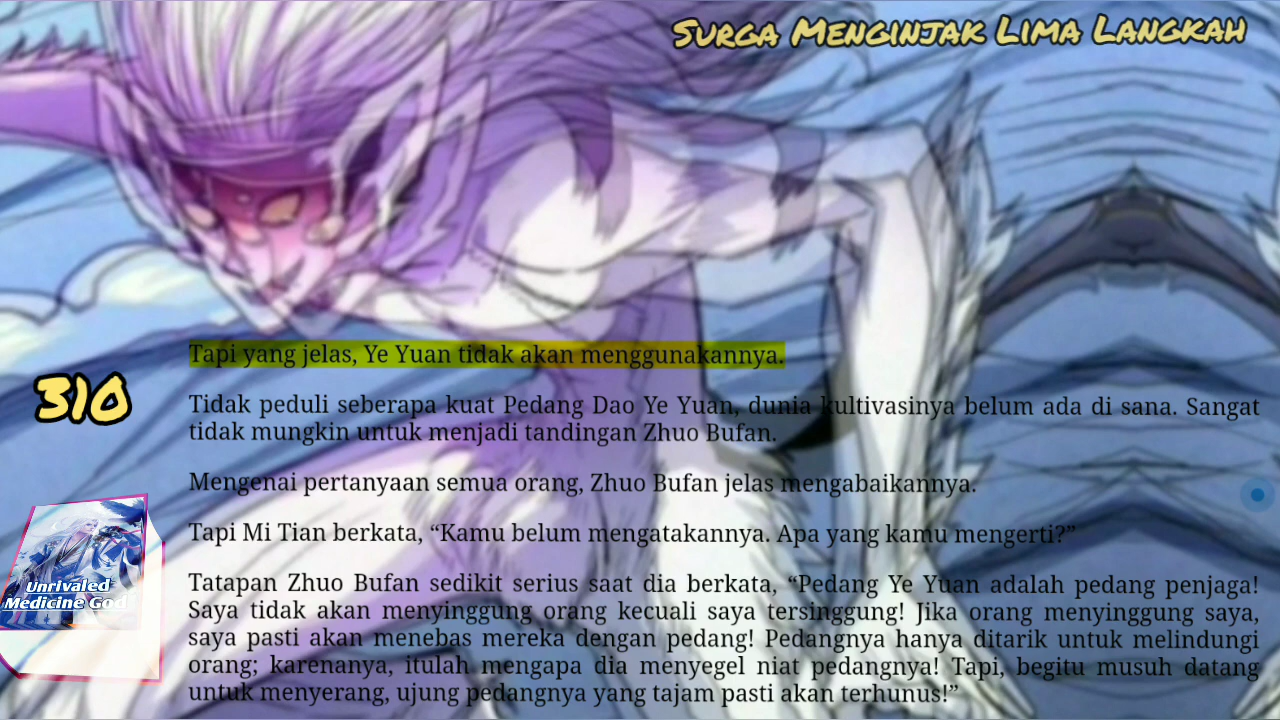 Surga Menginjak Lima Langkah
Tapi yang jelas, Ye Yuan tidak akan menggunakannya.
310
Tidak peduli seberapa kuat Pedang Dao Ye Yuan, dunia kultivasinya belum ada di sana. Sangat
tidak mungkin untuk menjadi tandingan Zhuo Bufan.
Mengenai pertanyaan semua orang, Zhuo Bufan jelas mengabaikannya.
Tapi Mi Tian berkata, “Kamu belum mengatakannya. Apa yang kamu mengerti?”
Tatapan Zhuo Bufan sedikit serius saat dia berkata, “Pedang Ye Yuan adalah pedang penjaga!
Saya tidak akan menyinggung orang kecuali saya tersinggung! Jika orang menyinggung saya,
saya pasti akan menebas mereka dengan pedang! Pedangnya hanya ditarik untuk melindungi
orang; karenanya, itulah mengapa dia menyegel niat pedangnya! Tapi, begitu musuh datang
untuk menyerang, ujung pedangnya yang tajam pasti akan terhunus!”
Unrivaled
Medicine God